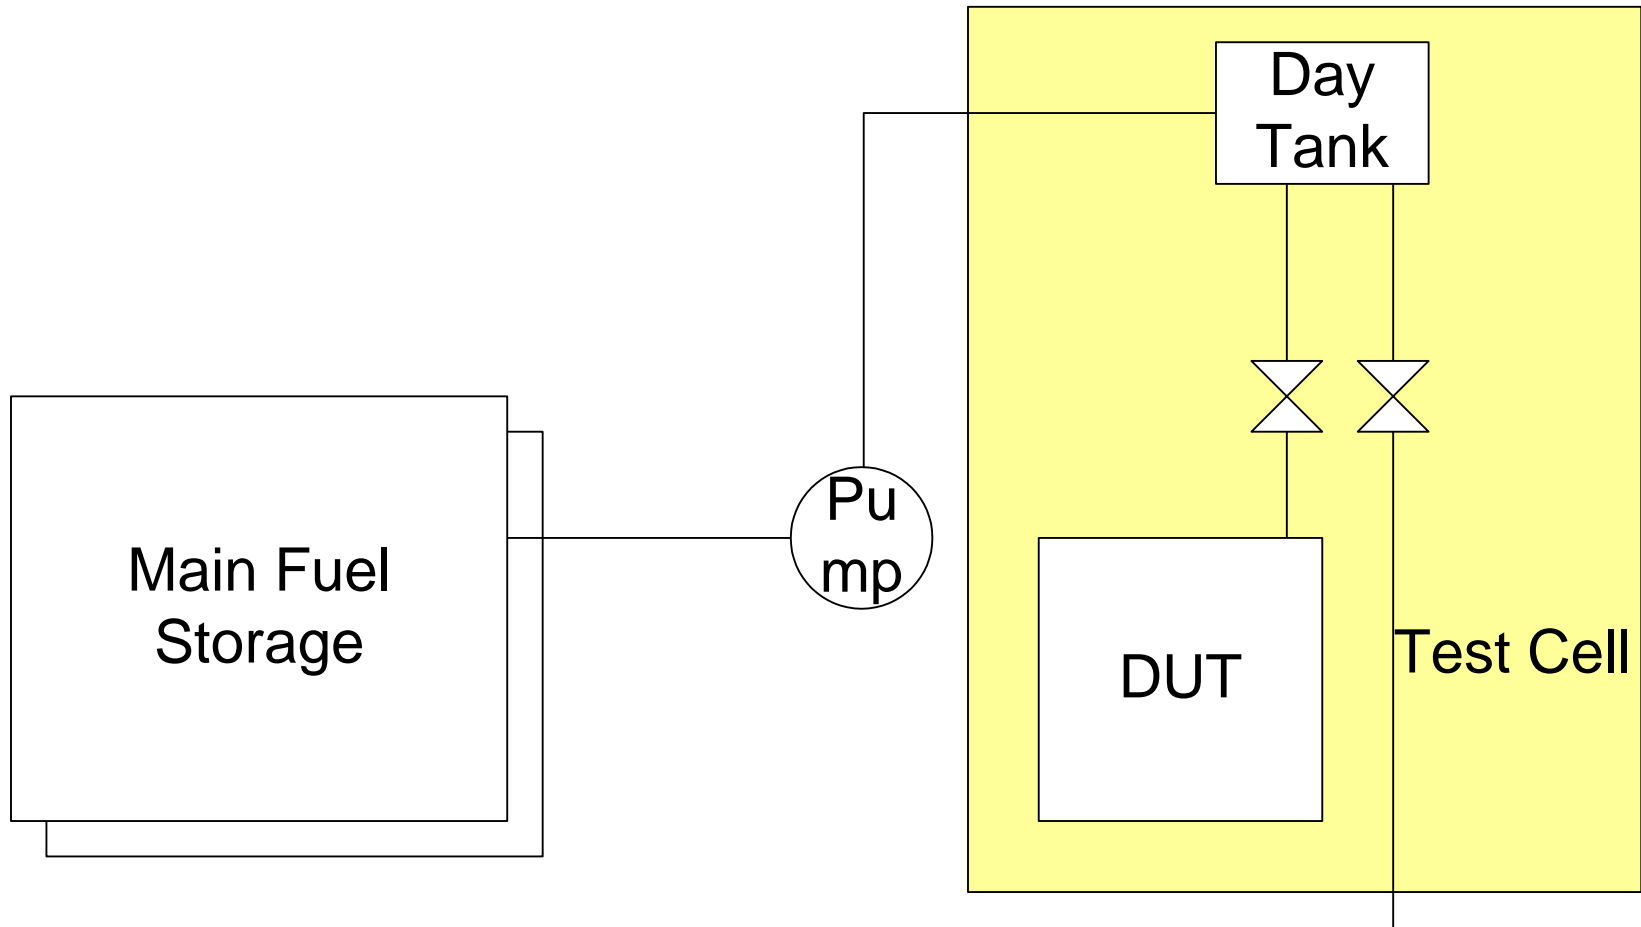 Day
Tank
Pu
mp
Main Fuel
Storage
DUT
Test Cell